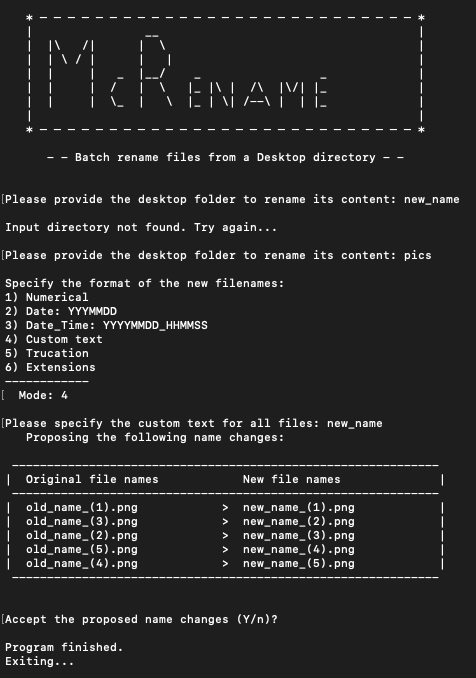 McRename
- - Batch rename files from a Desktop directory - -
Please provide the desktop folder to rename its content: new_name
Input directory not found. Try again...
Please provide the desktop folder to rename its content: pics
Specify the format of the new filenames:
1) Numerical
2) Date: YYYMMDD
3) Date_Time: YYYYMMDD_HHMMSS
4) Custom text
5) Trucation
6) Extensions
------------
[  Mode: 4
Please specify the custom text for all files: new_name
Proposing the following name changes:
| Original file names New file names |
| old_name_(1).png > new_name_(1).png |
| old_name_(3).png > new_name_(2).png |
| old_name_(2).png > new_name_(3).png |
| old_name_(5).png > new_name_(4).png |
| old_name_(4).png > new_name_(5).png |
Accept the proposed name changes (Y/n)?
Program finished.
Exiting...